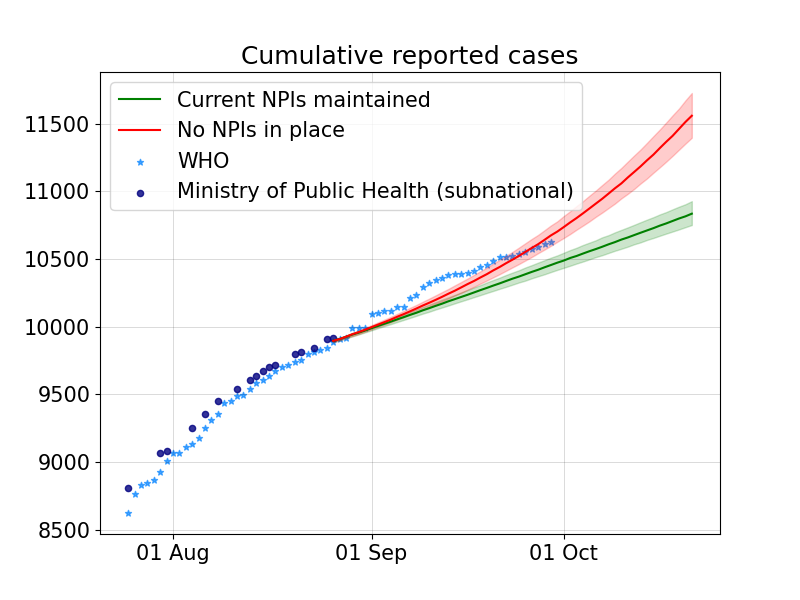 Cumulative reported cases
Current NPIs maintained
No NPIs in place
WHO
Ministry of Public Health (subnational)
11500
11000
10500
10000
9500
9000
8500
01 Aug
01 Sep
01 Oct